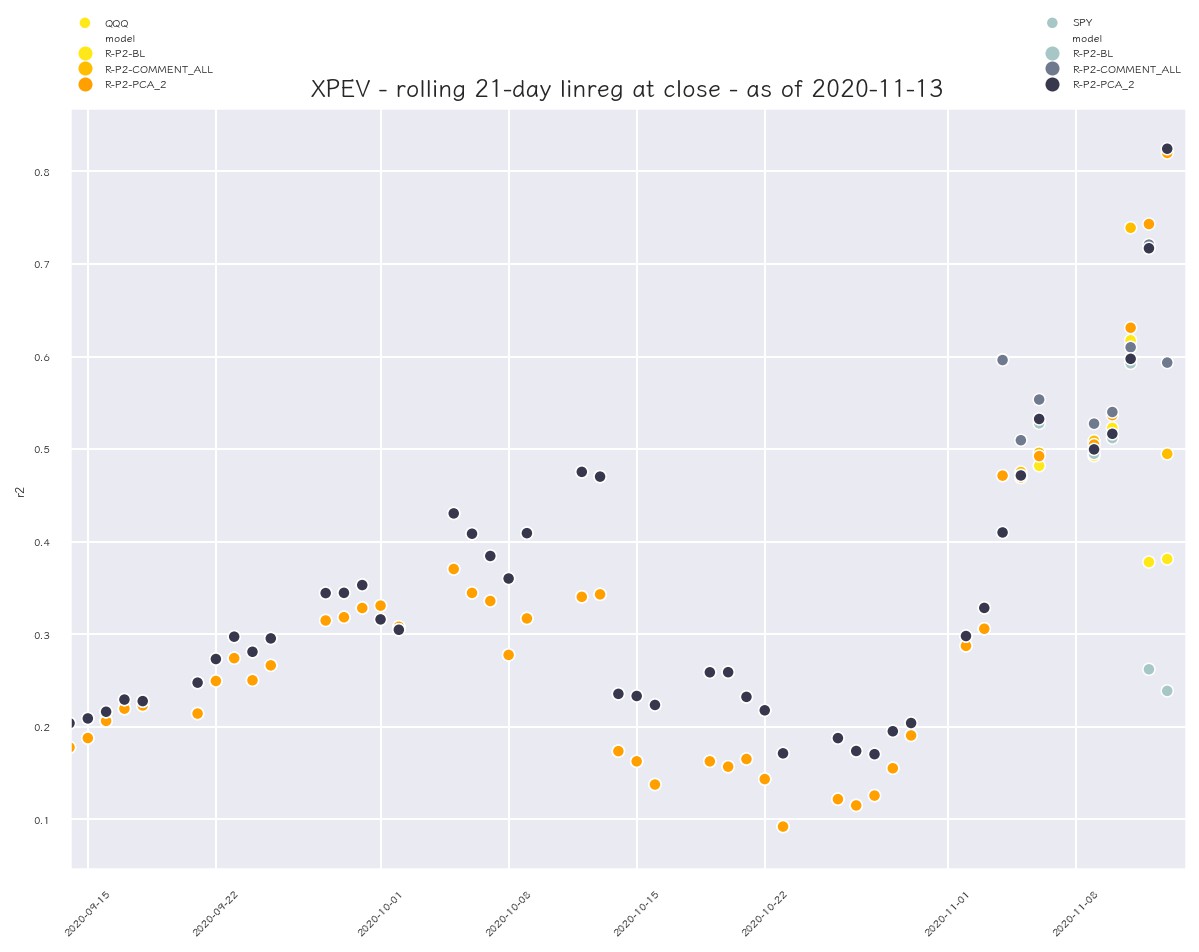 QQQ
model
R-P2-BL
R-P2-COMMENT_ALL
R-P2-PCA_2
SPY
model
R-P2-BL
R-P2-COMMENT_ALL
R-P2-PCA_2
XPEV - rolling 21-day linreg at close - as of 2020-11-13
0.8
0.7
0.6
0.5
0.4
0.3
0.2
0.1
r2
2020-09-15
2020-09-22
2020-10-01
2020-10-08
2020-10-15
2020-10-22
2020-11-01
2020-11-08